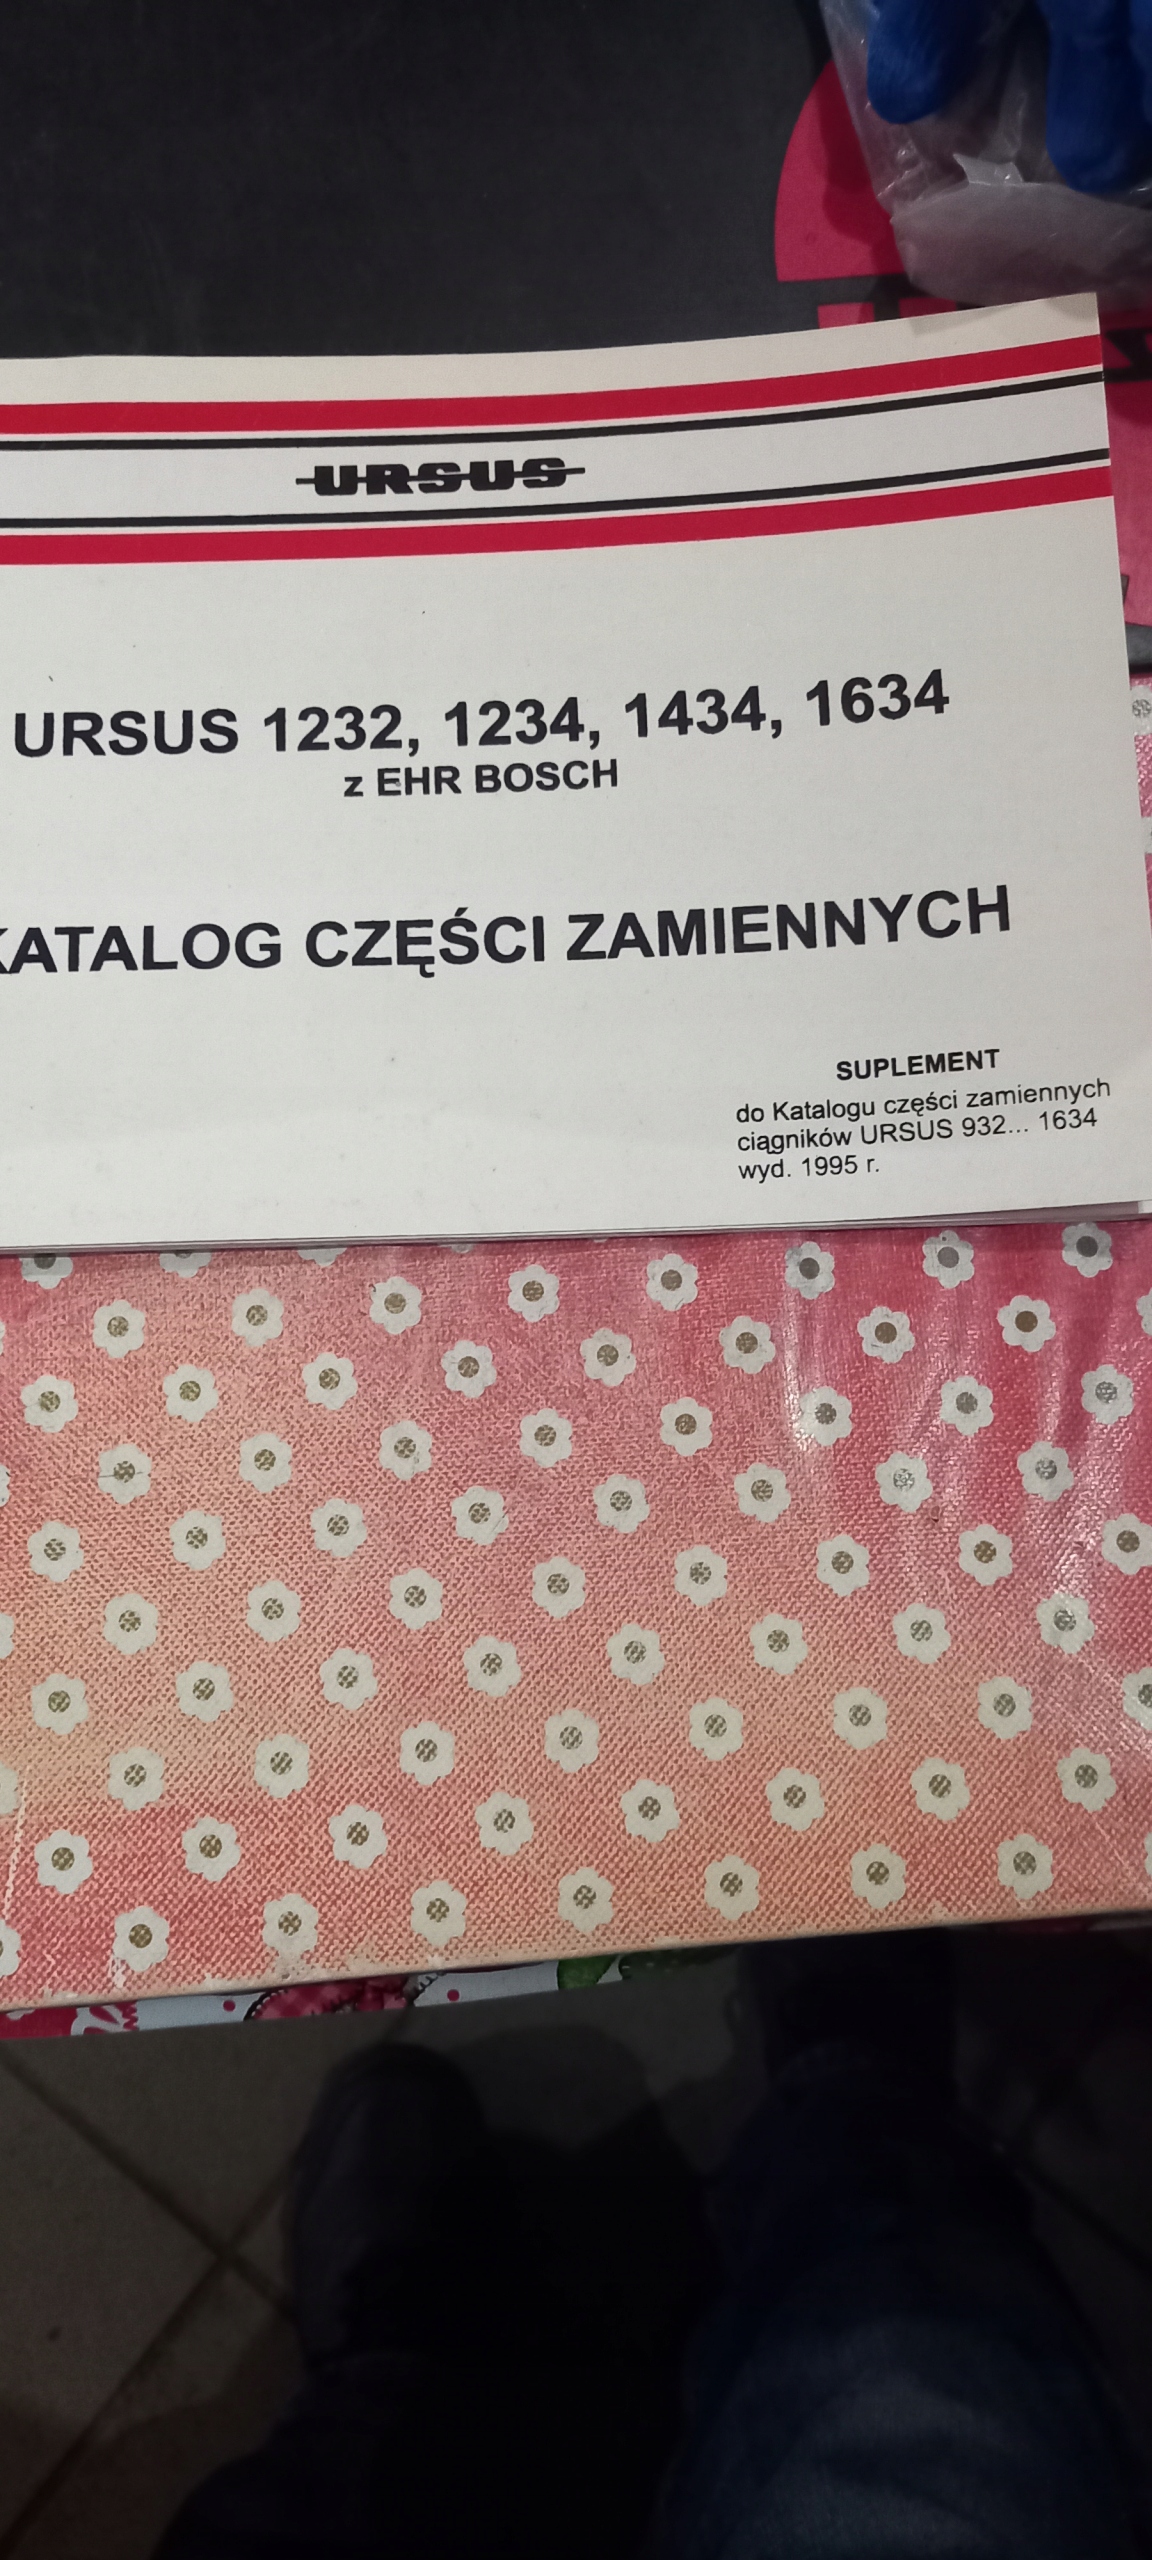 URSUS
URSUS 1232, 1234, 1434, 1634
z EHR BOSCH
KATALOG CZĘŚCI ZAMIENNYCH
SUPLEMENT
do Katalogu części zamiennych
ciągników URSUS 932... 1634
wyd. 1995 r.